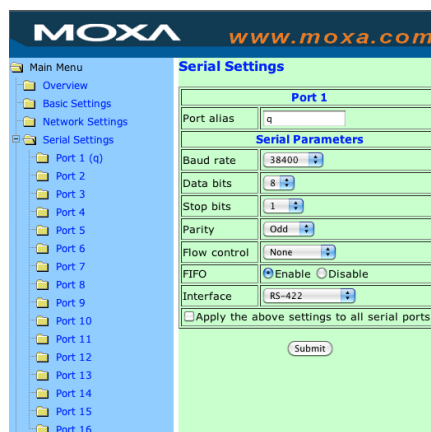 MOXA www.moxa.com
Main Menu
Overview
Basic Settings
Network Settings
Serial Settings
Port 1 (q)
Port 2
Port 3
Port 4
Port 5
Port 6
Port 7
Port 8
Port 9
Port 10
Port 11
Port 12
Port 13
Port 14
Port 15
Port 16
Serial Settings
Port 1
Port alias q
Serial Parameters
Baud rate 38400
Data bits 8
Stop bits 1
Parity Odd
Flow control None
FIFO Enable Disable
Interface RS-422
Apply the above settings to all serial ports
Submit